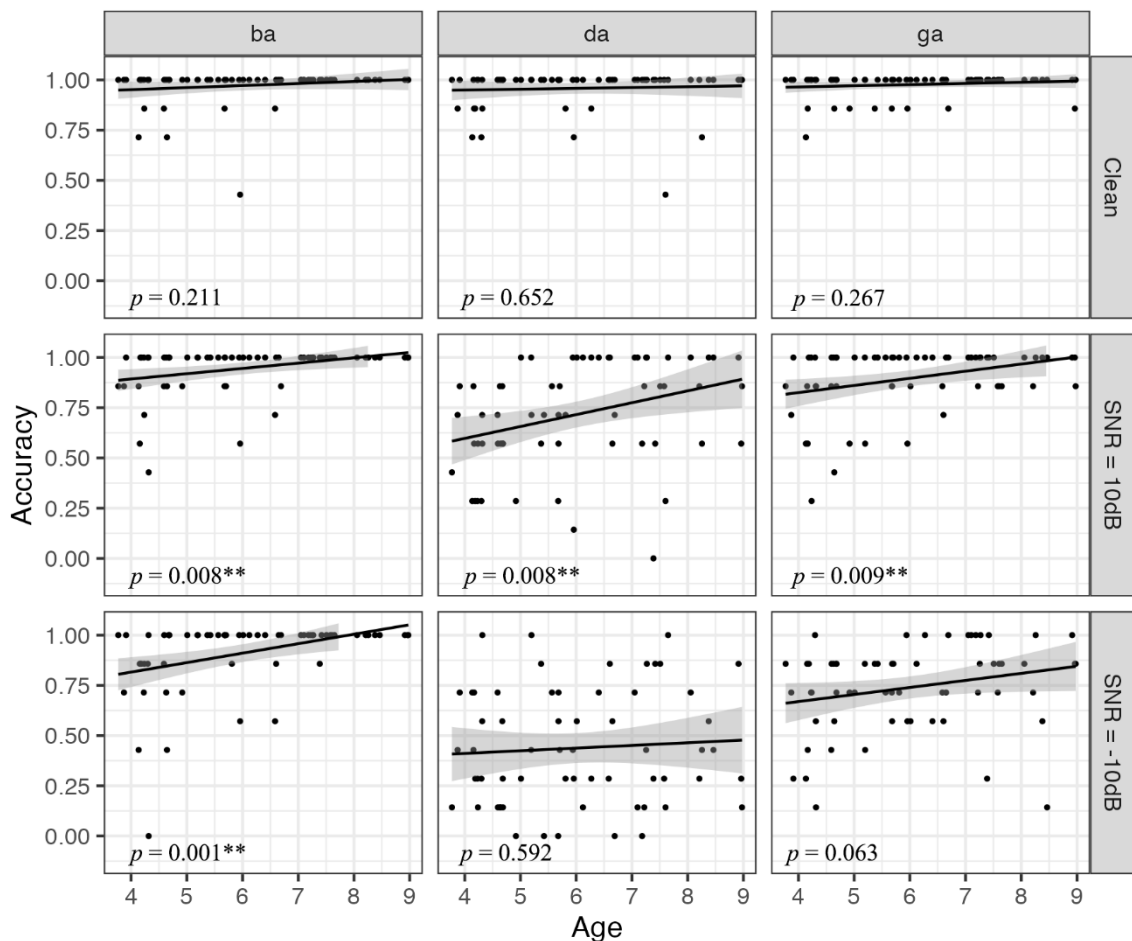 ba da ga
1.00
0.75
0.50
0.25
0.00
p = 0.211 p = 0.652 p = 0.267
Clean
1.00
0.75
0.50
0.25
0.00
p = 0.008** p = 0.008** p = 0.009**
SNR = 10dB
Accuracy
1.00
0.75
0.50
0.25
0.00
p = 0.001** p = 0.592 p = 0.063
SNR = -10dB
4 5 6 7 8 9 4 5 6 7 8 9 4 5 6 7 8 9
Age